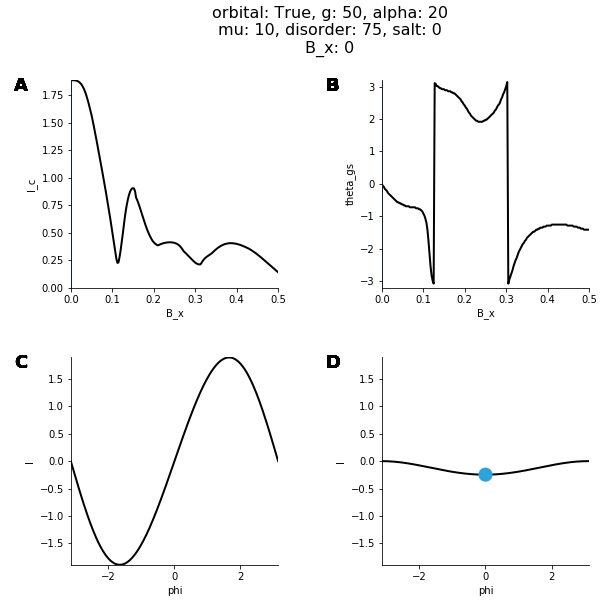 orbital: True, g: 50, alpha: 20
mu: 10, disorder: 75, salt: 0
B_x: 0
A
1.75
1.50
1.25
1.00
0.75
0.50
0.25
0.00
I_c
0.0 0.1 0.2 0.3 0.4 0.5
B_x
B
3
2
1
0
−1
−2
−3
theta_gs
0.0 0.1 0.2 0.3 0.4 0.5
B_x
C
1.5
1.0
0.5
0.0
−0.5
−1.0
−1.5
I
−2 0 2
phi
D
1.5
1.0
0.5
0.0
−0.5
−1.0
−1.5
I
−2 0 2
phi